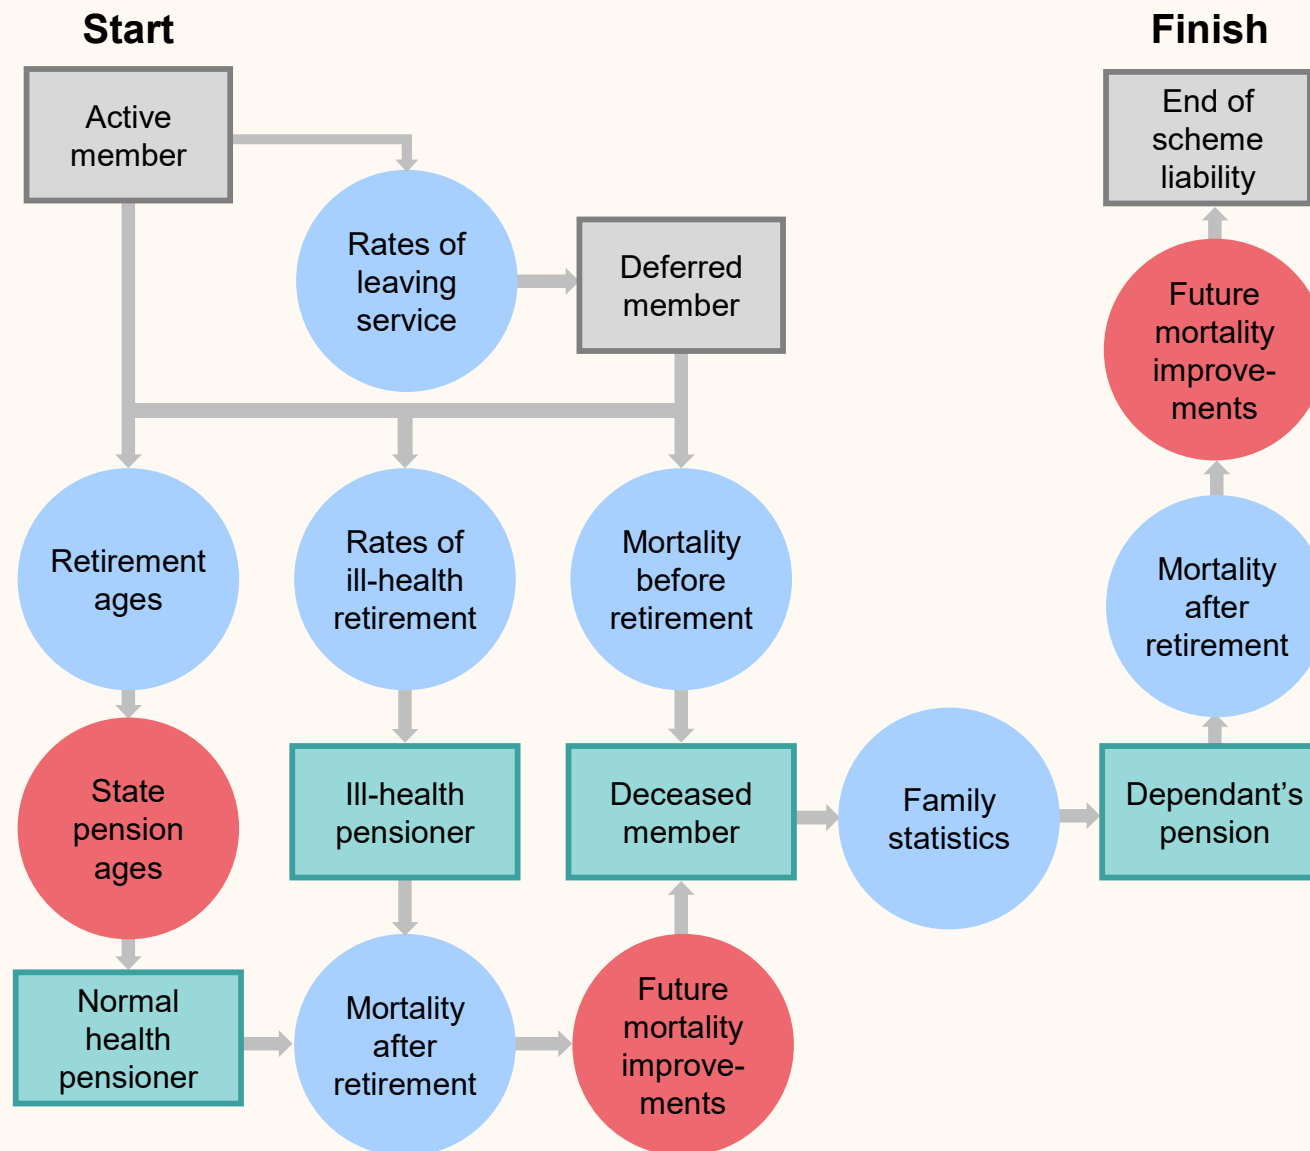 Start
Finish
Active
member
End of
scheme
liability
Rates of
leaving
service
Deferred
member
Future
mortality
improve-
ments
Retirement
ages
Rates of
ill-health
retirement
Mortality
before
retirement
Mortality
after
retirement
State
pension
ages
Ill-health
pensioner
Deceased
member
Family
statistics
Dependant’s
pension
Normal
health
pensioner
Mortality
after
retirement
Future
mortality
improve-
ments